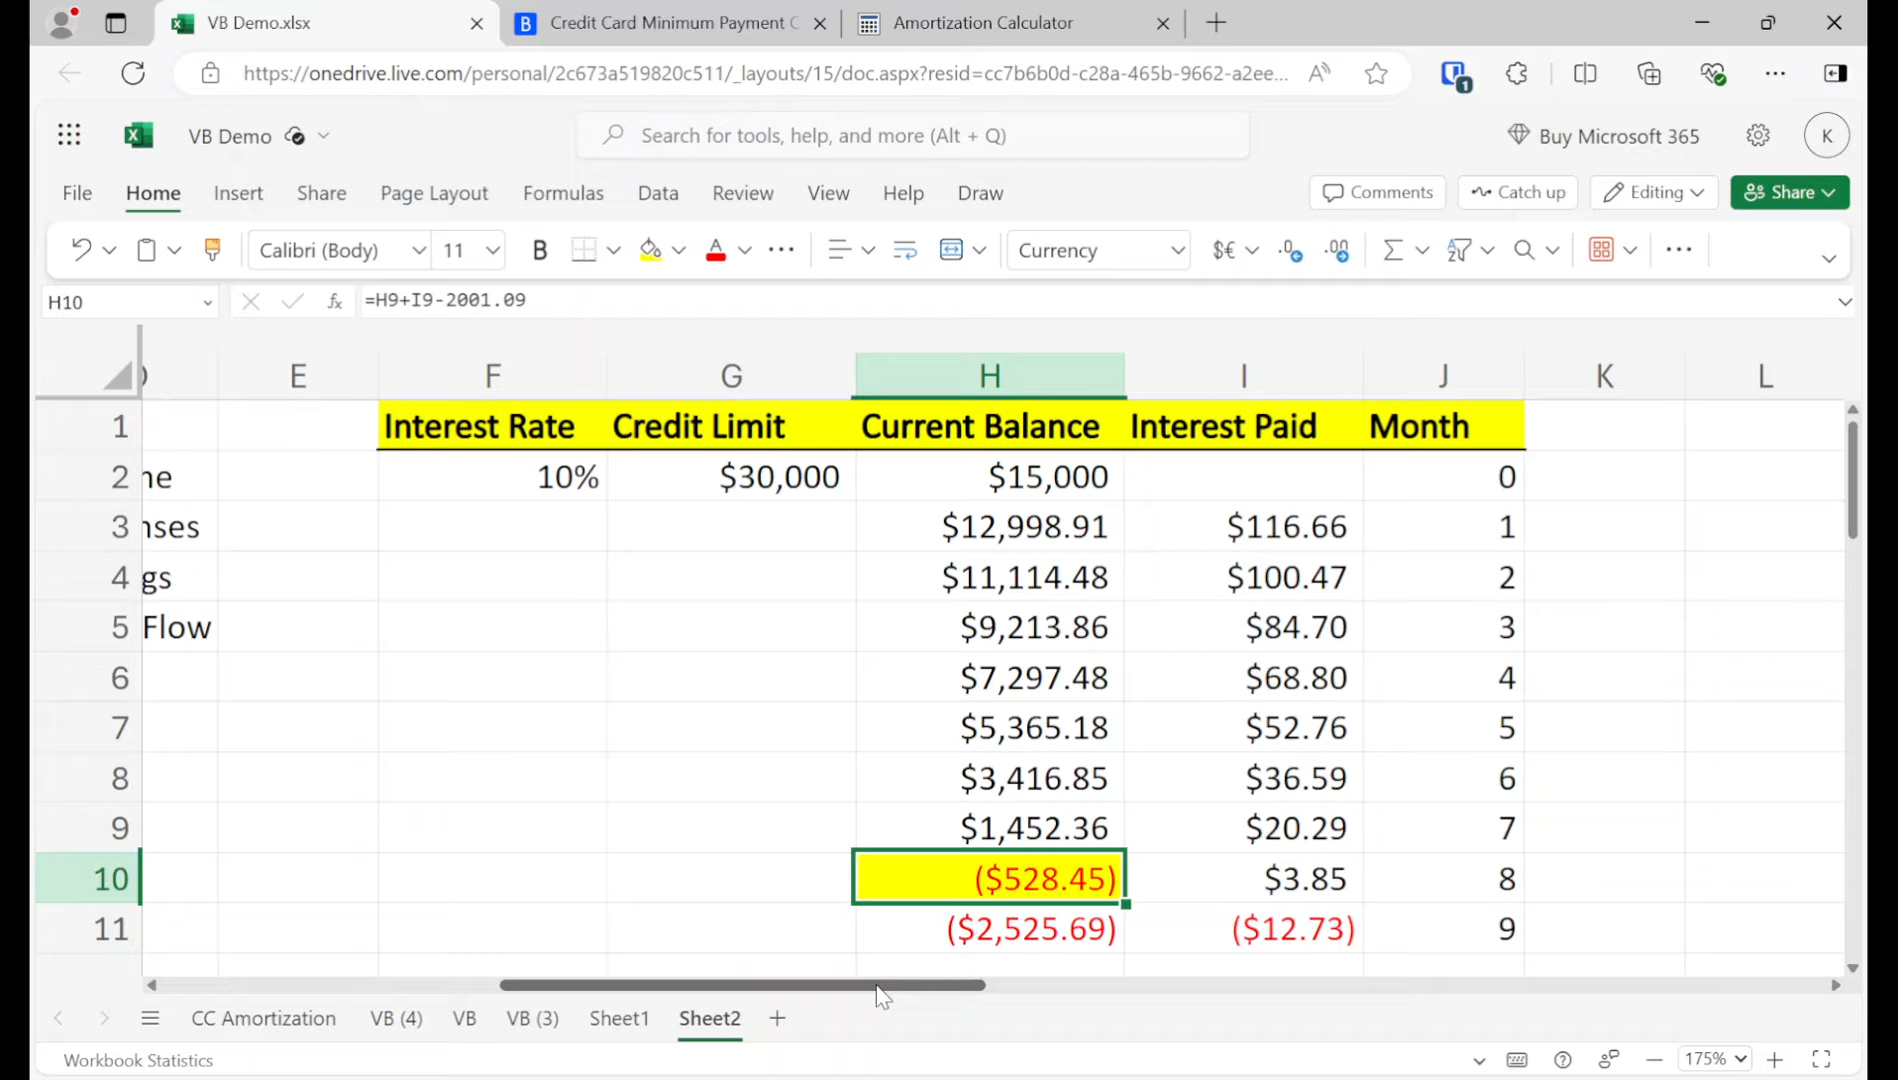 VB Demo.xlsx
Credit Card Minimum Payment C
Amortization Calculator
https://onedrive.live.com/personal/2c673a519820c511/_layouts/15/doc.aspx?resid=cc7b6b0d-c28a-465b-9662-a2ee...
VB Demo
Search for tools, help, and more (Alt + Q)
Buy Microsoft 365
K
File Home Insert Share Page Layout Formulas Data Review View Help Draw
Comments Catch up Editing Share
Calibri (Body) 11 B A Currency $€
H10 fx =H9+I9-2001.09
D E F G H I J K L
1 Interest Rate Credit Limit Current Balance Interest Paid Month
2 ne 10% $30,000 $15,000 0
3 nses $12,998.91 $116.66 1
4 gs $11,114.48 $100.47 2
5 Flow $9,213.86 $84.70 3
6 $7,297.48 $68.80 4
7 $5,365.18 $52.76 5
8 $3,416.85 $36.59 6
9 $1,452.36 $20.29 7
10 ($528.45) $3.85 8
11 ($2,525.69) ($12.73) 9
CC Amortization VB (4) VB VB (3) Sheet1 Sheet2
Workbook Statistics
175%